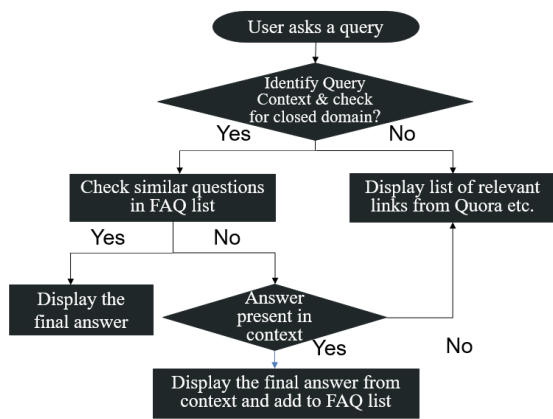 User asks a query
Identify Query
Context & check
for closed domain?
Yes
No
Check similar questions
in FAQ list
Display list of relevant
links from Quora etc.
Yes
No
Display the
final answer
Answer
present in
context
Yes
No
Display the final answer from
context and add to FAQ list